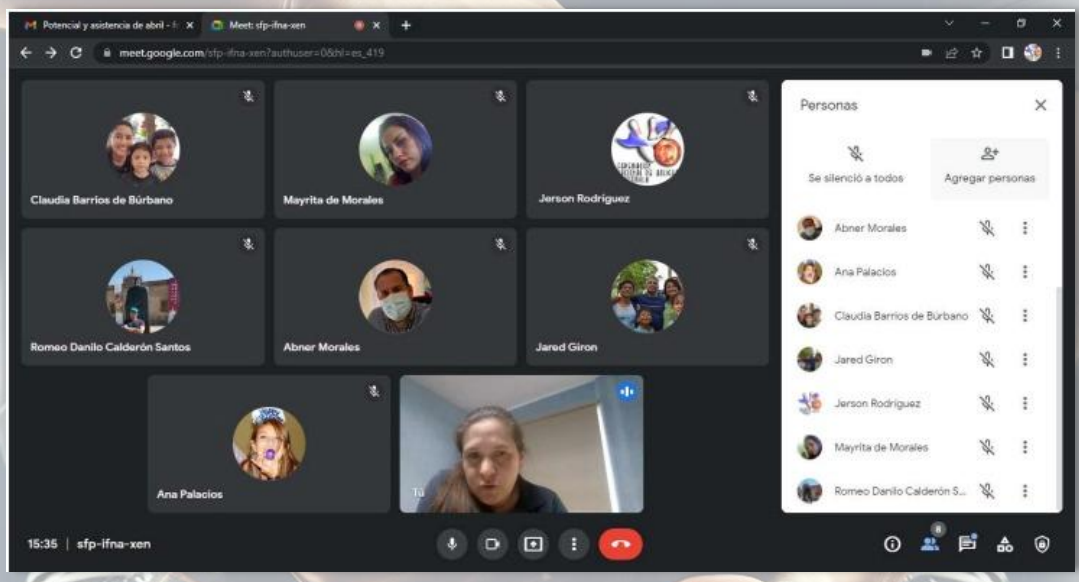 Potencial y asistencia de abril - fr
Meet: sfp-ifna-xen
meet.google.com/sfp-ifna-xen?authuser=0&hl=es_419
Claudia Barrios de Búrbano
Mayrita de Morales
Jerson Rodríguez
Romeo Danilo Calderón Santos
Abner Morales
Jared Giron
Ana Palacios
Tú
15:35 | sfp-ifna-xen
Personas
Se silenció a todos
Agregar personas
Abner Morales
Ana Palacios
Claudia Barrios de Búrbano
Jared Giron
Jerson Rodríguez
Mayrita de Morales
Romeo Danilo Calderón S...
8